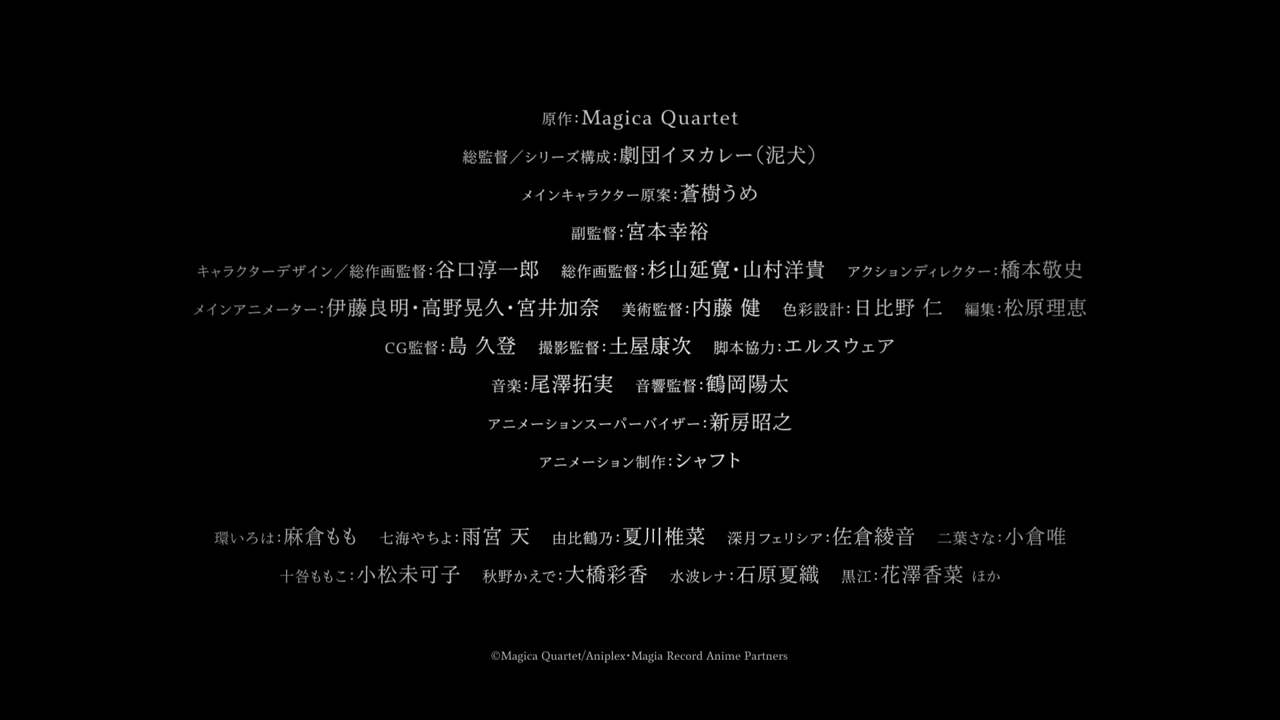 原作：Magica Quartet
総監督／シリーズ構成：劇団イヌカレー（泥犬）
メインキャラクター原案：蒼樹うめ
副監督：宮本幸裕
キャラクターデザイン／総作画監督：谷口淳一郎　総作画監督：杉山延寛・山村洋貴　アクションディレクター：橋本敬史
メインアニメーター：伊藤良明・高野晃久・宮井加奈　美術監督：内藤 健　色彩設計：日比野 仁　編集：松原理恵
CG監督：島 久登　撮影監督：土屋康次　脚本協力：エルスウェア
音楽：尾澤拓実　音響監督：鶴岡陽太
アニメーションスーパーバイザー：新房昭之
アニメーション制作：シャフト
環いろは：麻倉もも　七海やちよ：雨宮 天　由比鶴乃：夏川椎菜　深月フェリシア：佐倉綾音　二葉さな：小倉唯
十咎ももこ：小松未可子　秋野かえで：大橋彩香　水波レナ：石原夏織　黒江：花澤香菜 ほか
©Magica Quartet/Aniplex・Magia Record Anime Partners